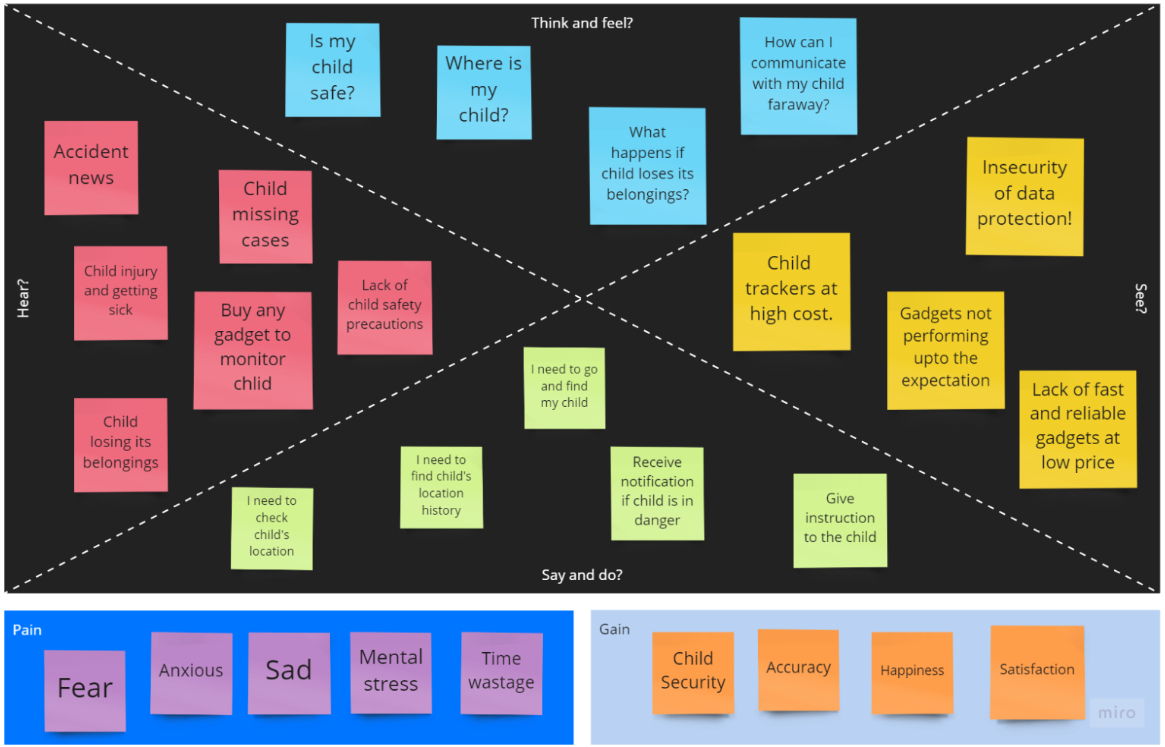 Think and feel?
Is my
child
safe?
Where is
my
child?
What
happens if
child loses its
belongings?
How can I
communicate
with my child
faraway?
Hear?
Accident
news
Child
missing
cases
Child injury
and getting
sick
Buy any
gadget to
monitor
chlid
Lack of
child safety
precautions
Child
losing its
belongings
See?
Insecurity
of data
protection!
Child
trackers at
high cost.
Gadgets not
performing
upto the
expectation
Lack of fast
and reliable
gadgets at
low price
I need to go
and find
my child
I need to
find child's
location
history
I need to
check
child's
location
Receive
notification
if child is in
danger
Give
instruction
to the child
Say and do?
Pain
Fear
Anxious
Sad
Mental
stress
Time
wastage
Gain
Child
Security
Accuracy
Happiness
Satisfaction
miro